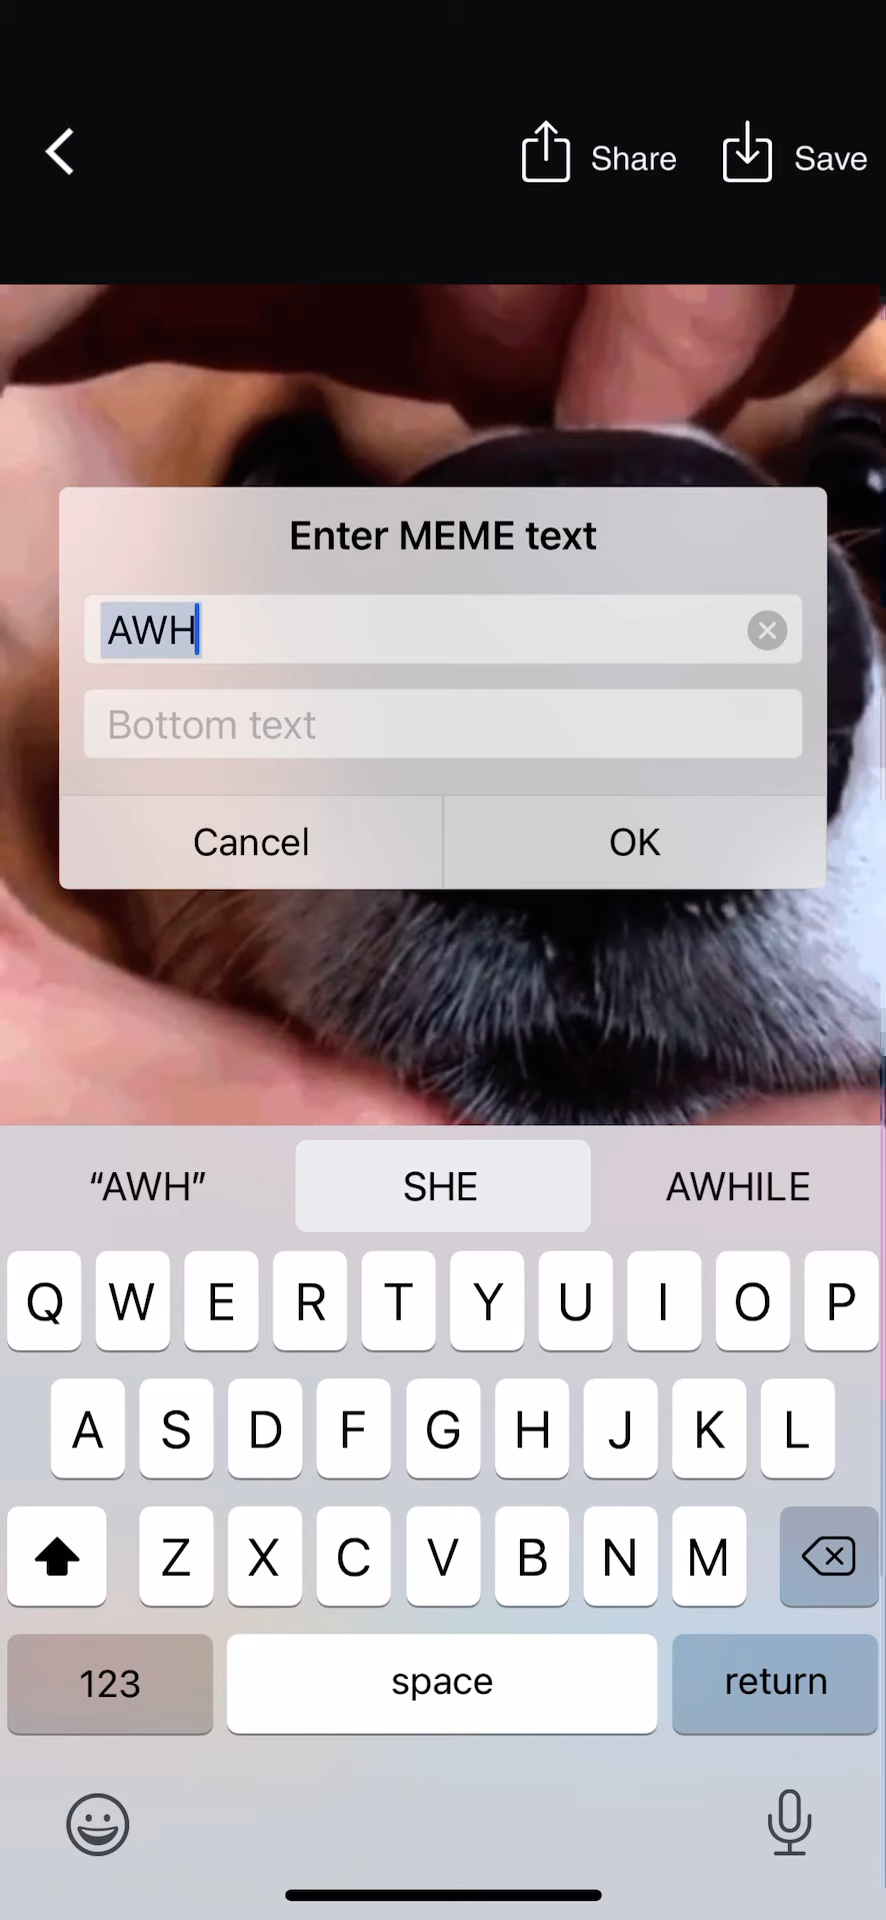 Share Save
Enter MEME text
AWH
Bottom text
Cancel OK
“AWH” SHE AWHILE
Q W E R T Y U I O P
A S D F G H J K L
Z X C V B N M
123 space return